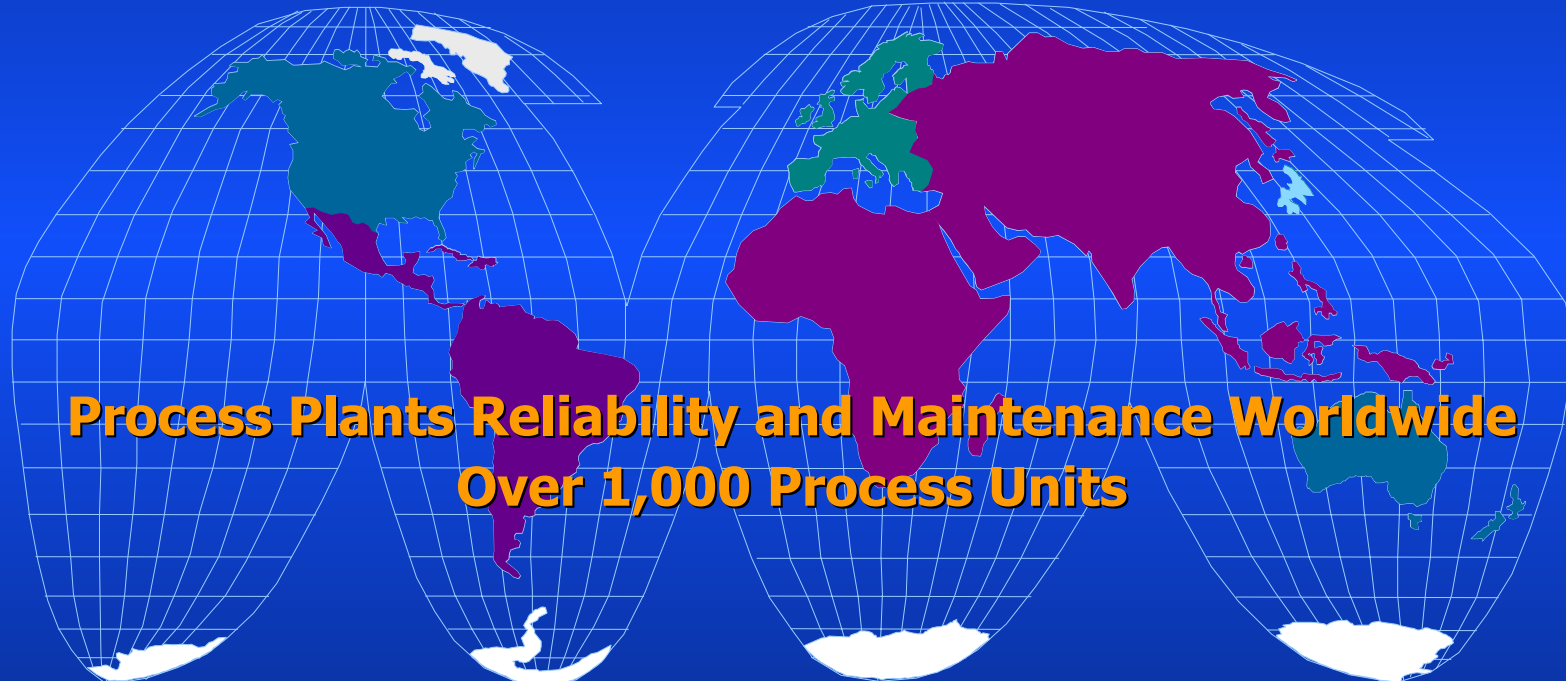 Process Plants Reliability and Maintenance Worldwide
Over 1,000 Process Units